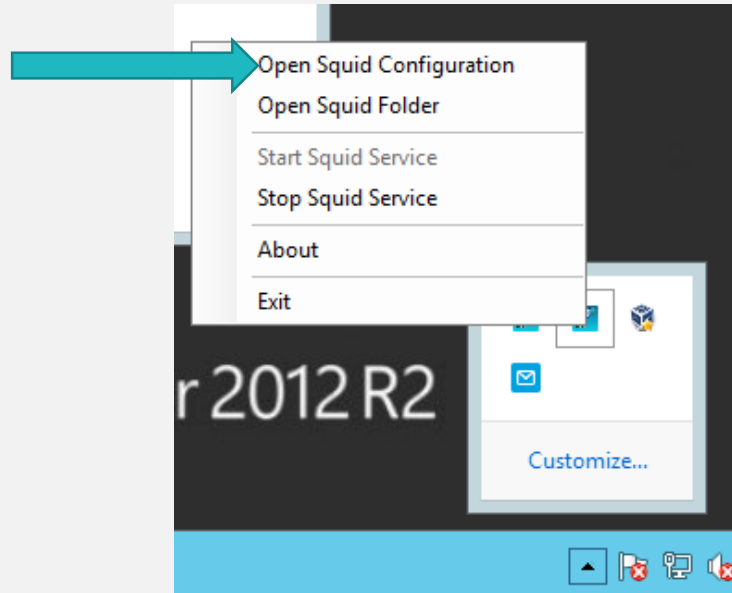 Open Squid Configuration
Open Squid Folder
Start Squid Service
Stop Squid Service
About
Exit
r 2012 R2
Customize...